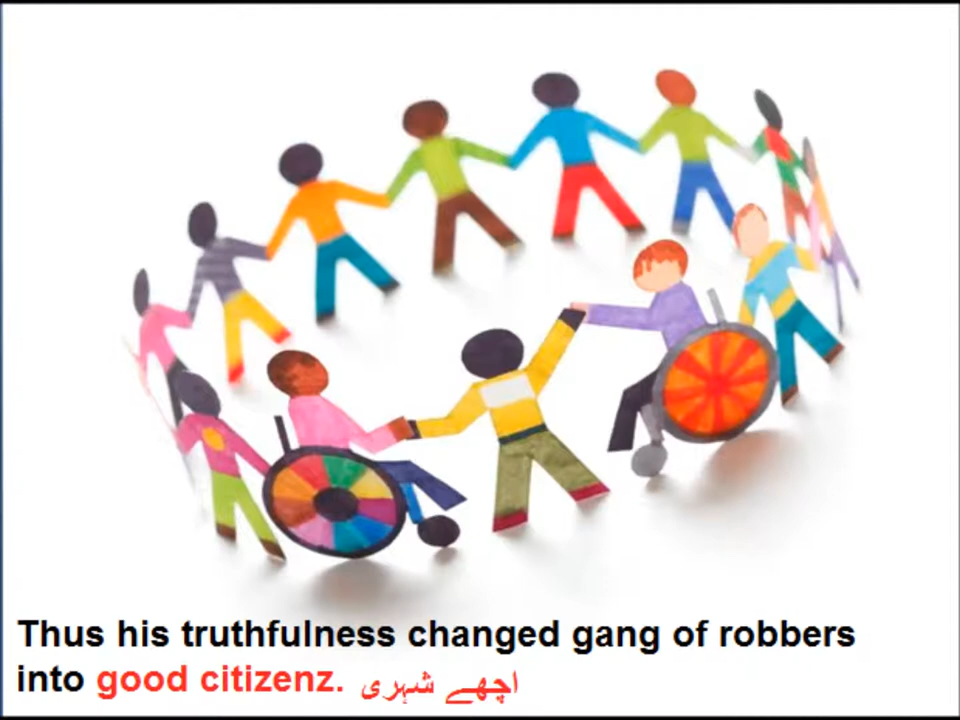 Thus his truthfulness changed gang of robbers
into good citizenz. اچھے شہری